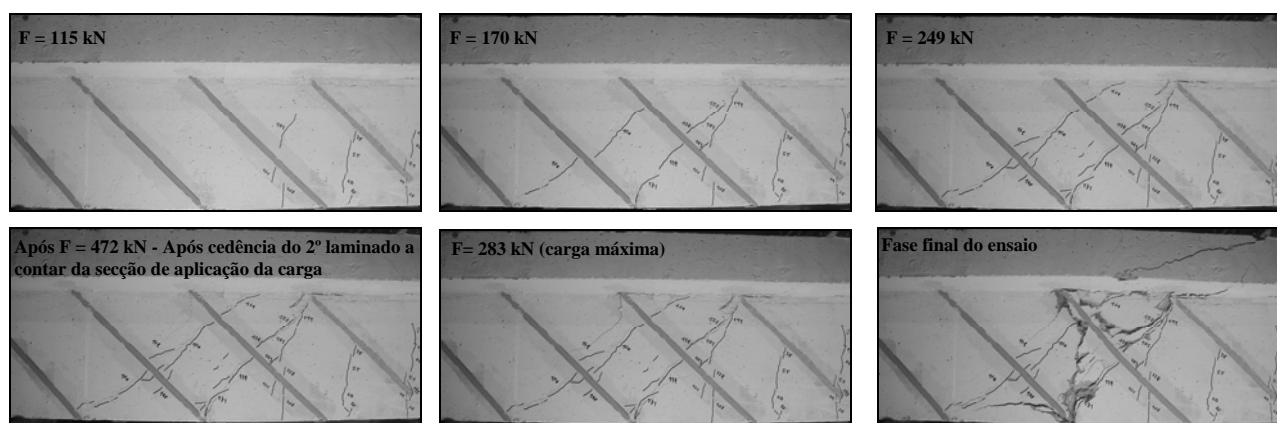 F = 115 kN
F = 170 kN
F = 249 kN
Após F = 472 kN - Após cedência do 2º laminado a
contar da secção de aplicação da carga
F= 283 kN (carga máxima)
Fase final do ensaio